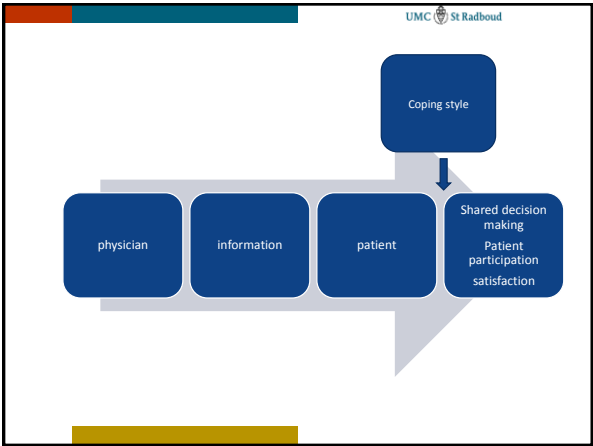 UMC St Radboud
Coping style
physician
information
patient
Shared decision
making
Patient
participation
satisfaction